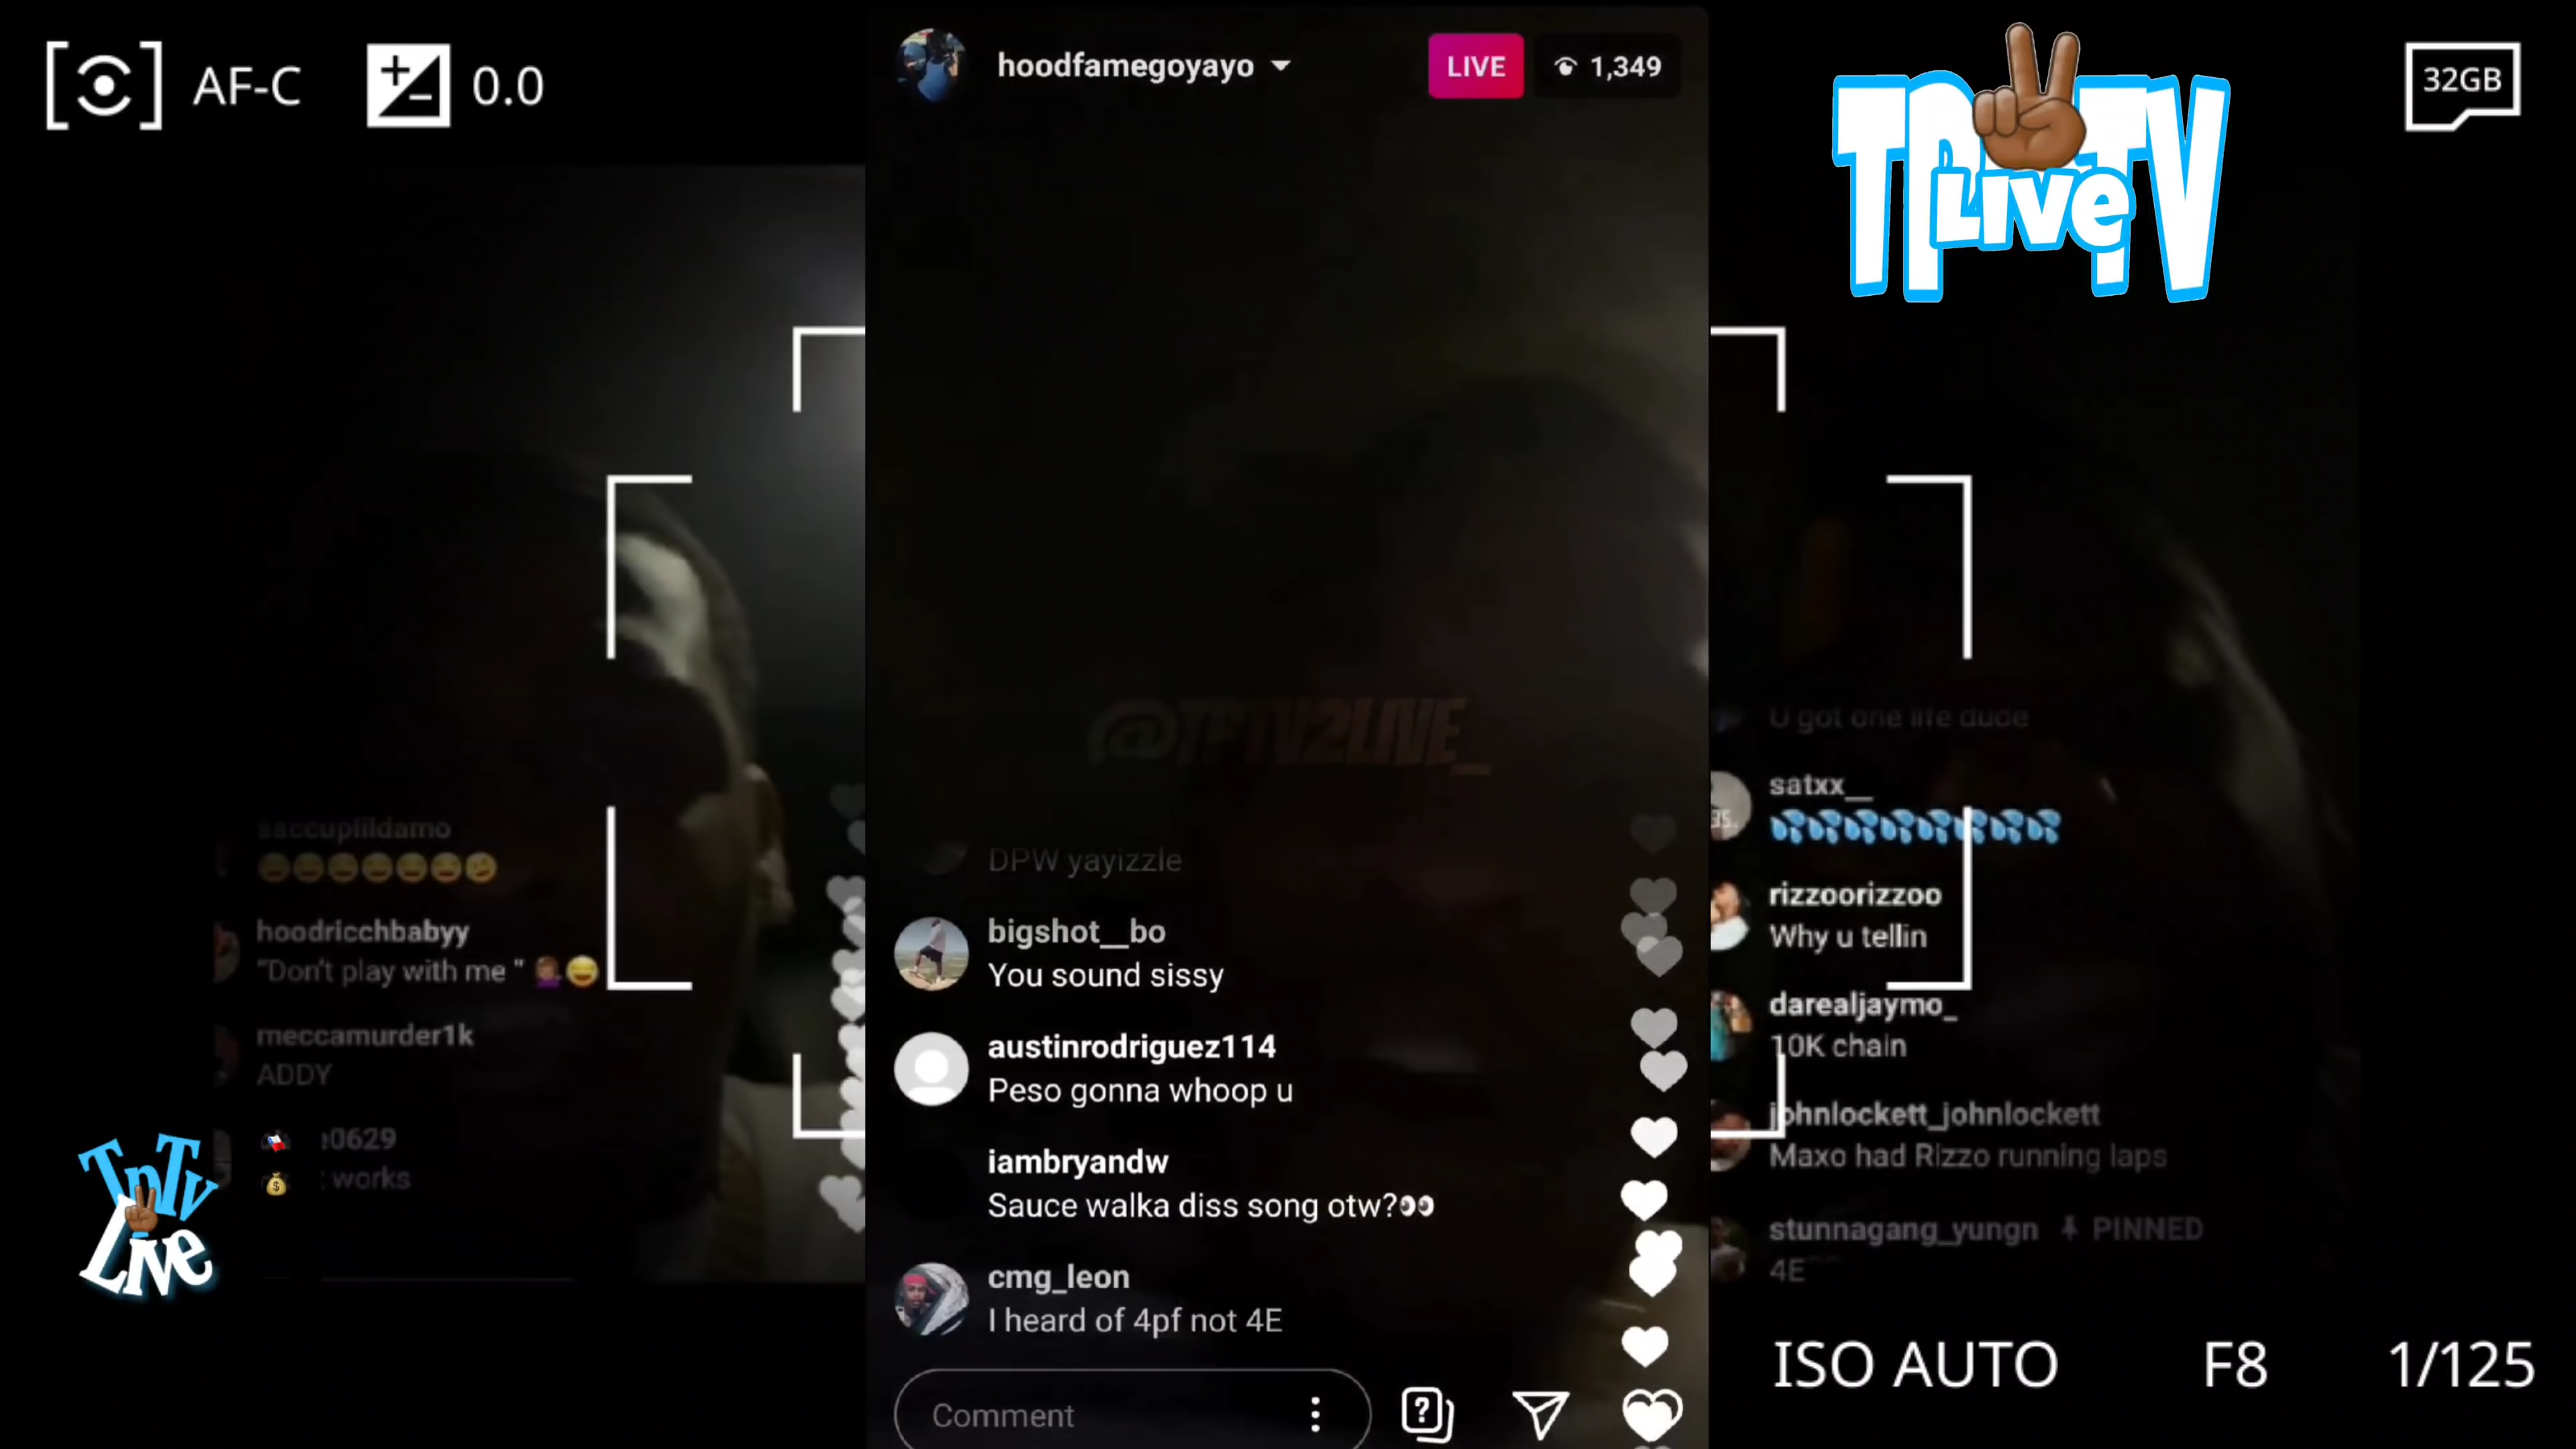 AF-C
0.0
hoodfamegoyayo
LIVE
1,349
TPTV
LIVE
32GB
@TPTV2LIVE_
saccuplildamo
hoodricchbabyy
“Don't play with me "
meccamurder1k
ADDY
0629
works
TPTV
LIVE
DPW yayizzle
bigshot__bo
You sound sissy
austinrodriguez114
Peso gonna whoop u
iambryandw
Sauce walka diss song otw?👀
cmg_leon
I heard of 4pf not 4E
Comment
U got one life dude
satxx__
💦💦💦💦💦💦💦💦
rizzoorizzoo
Why u tellin
darealjaymo_
10K chain
johnlockett_johnlockett
Maxo had Rizzo running laps
stunnagang_yungn PINNED
4E
ISO AUTO
F8
1/125